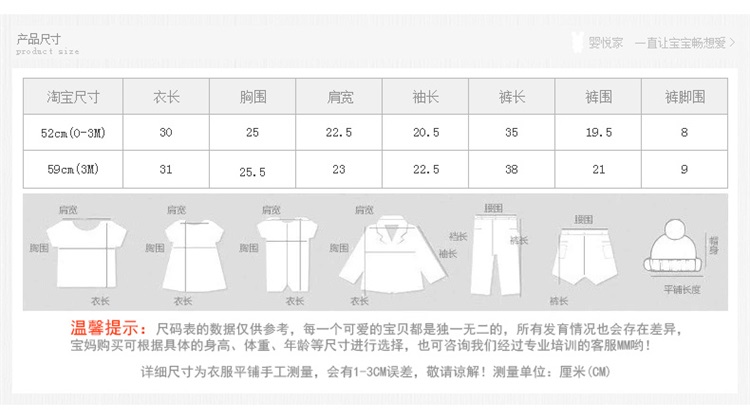 产品尺寸
product size
婴悦家 一直让宝宝畅想爱 >
淘宝尺寸 衣长 胸围 肩宽 袖长 裤长 裤围 裤脚围
52cm(0-3M) 30 25 22.5 20.5 35 19.5 8
59cm(3M) 31 25.5 23 22.5 38 21 9
肩宽 肩宽 肩宽 肩宽 腰围 腰围
胸围 胸围 胸围 胸围 袖长 裆长 裤长 帽身
衣长 衣长 衣长 衣长 裤长 平铺长度
温馨提示：尺码表的数据仅供参考，每一个可爱的宝贝都是独一无二的，所有发育情况也会存在差异，
宝妈购买可根据具体的身高、体重、年龄等尺寸进行选择，也可咨询我们经过专业培训的客服MM哟！
详细尺寸为衣服平铺手工测量，会有1-3CM误差，敬请谅解！测量单位：厘米(CM)